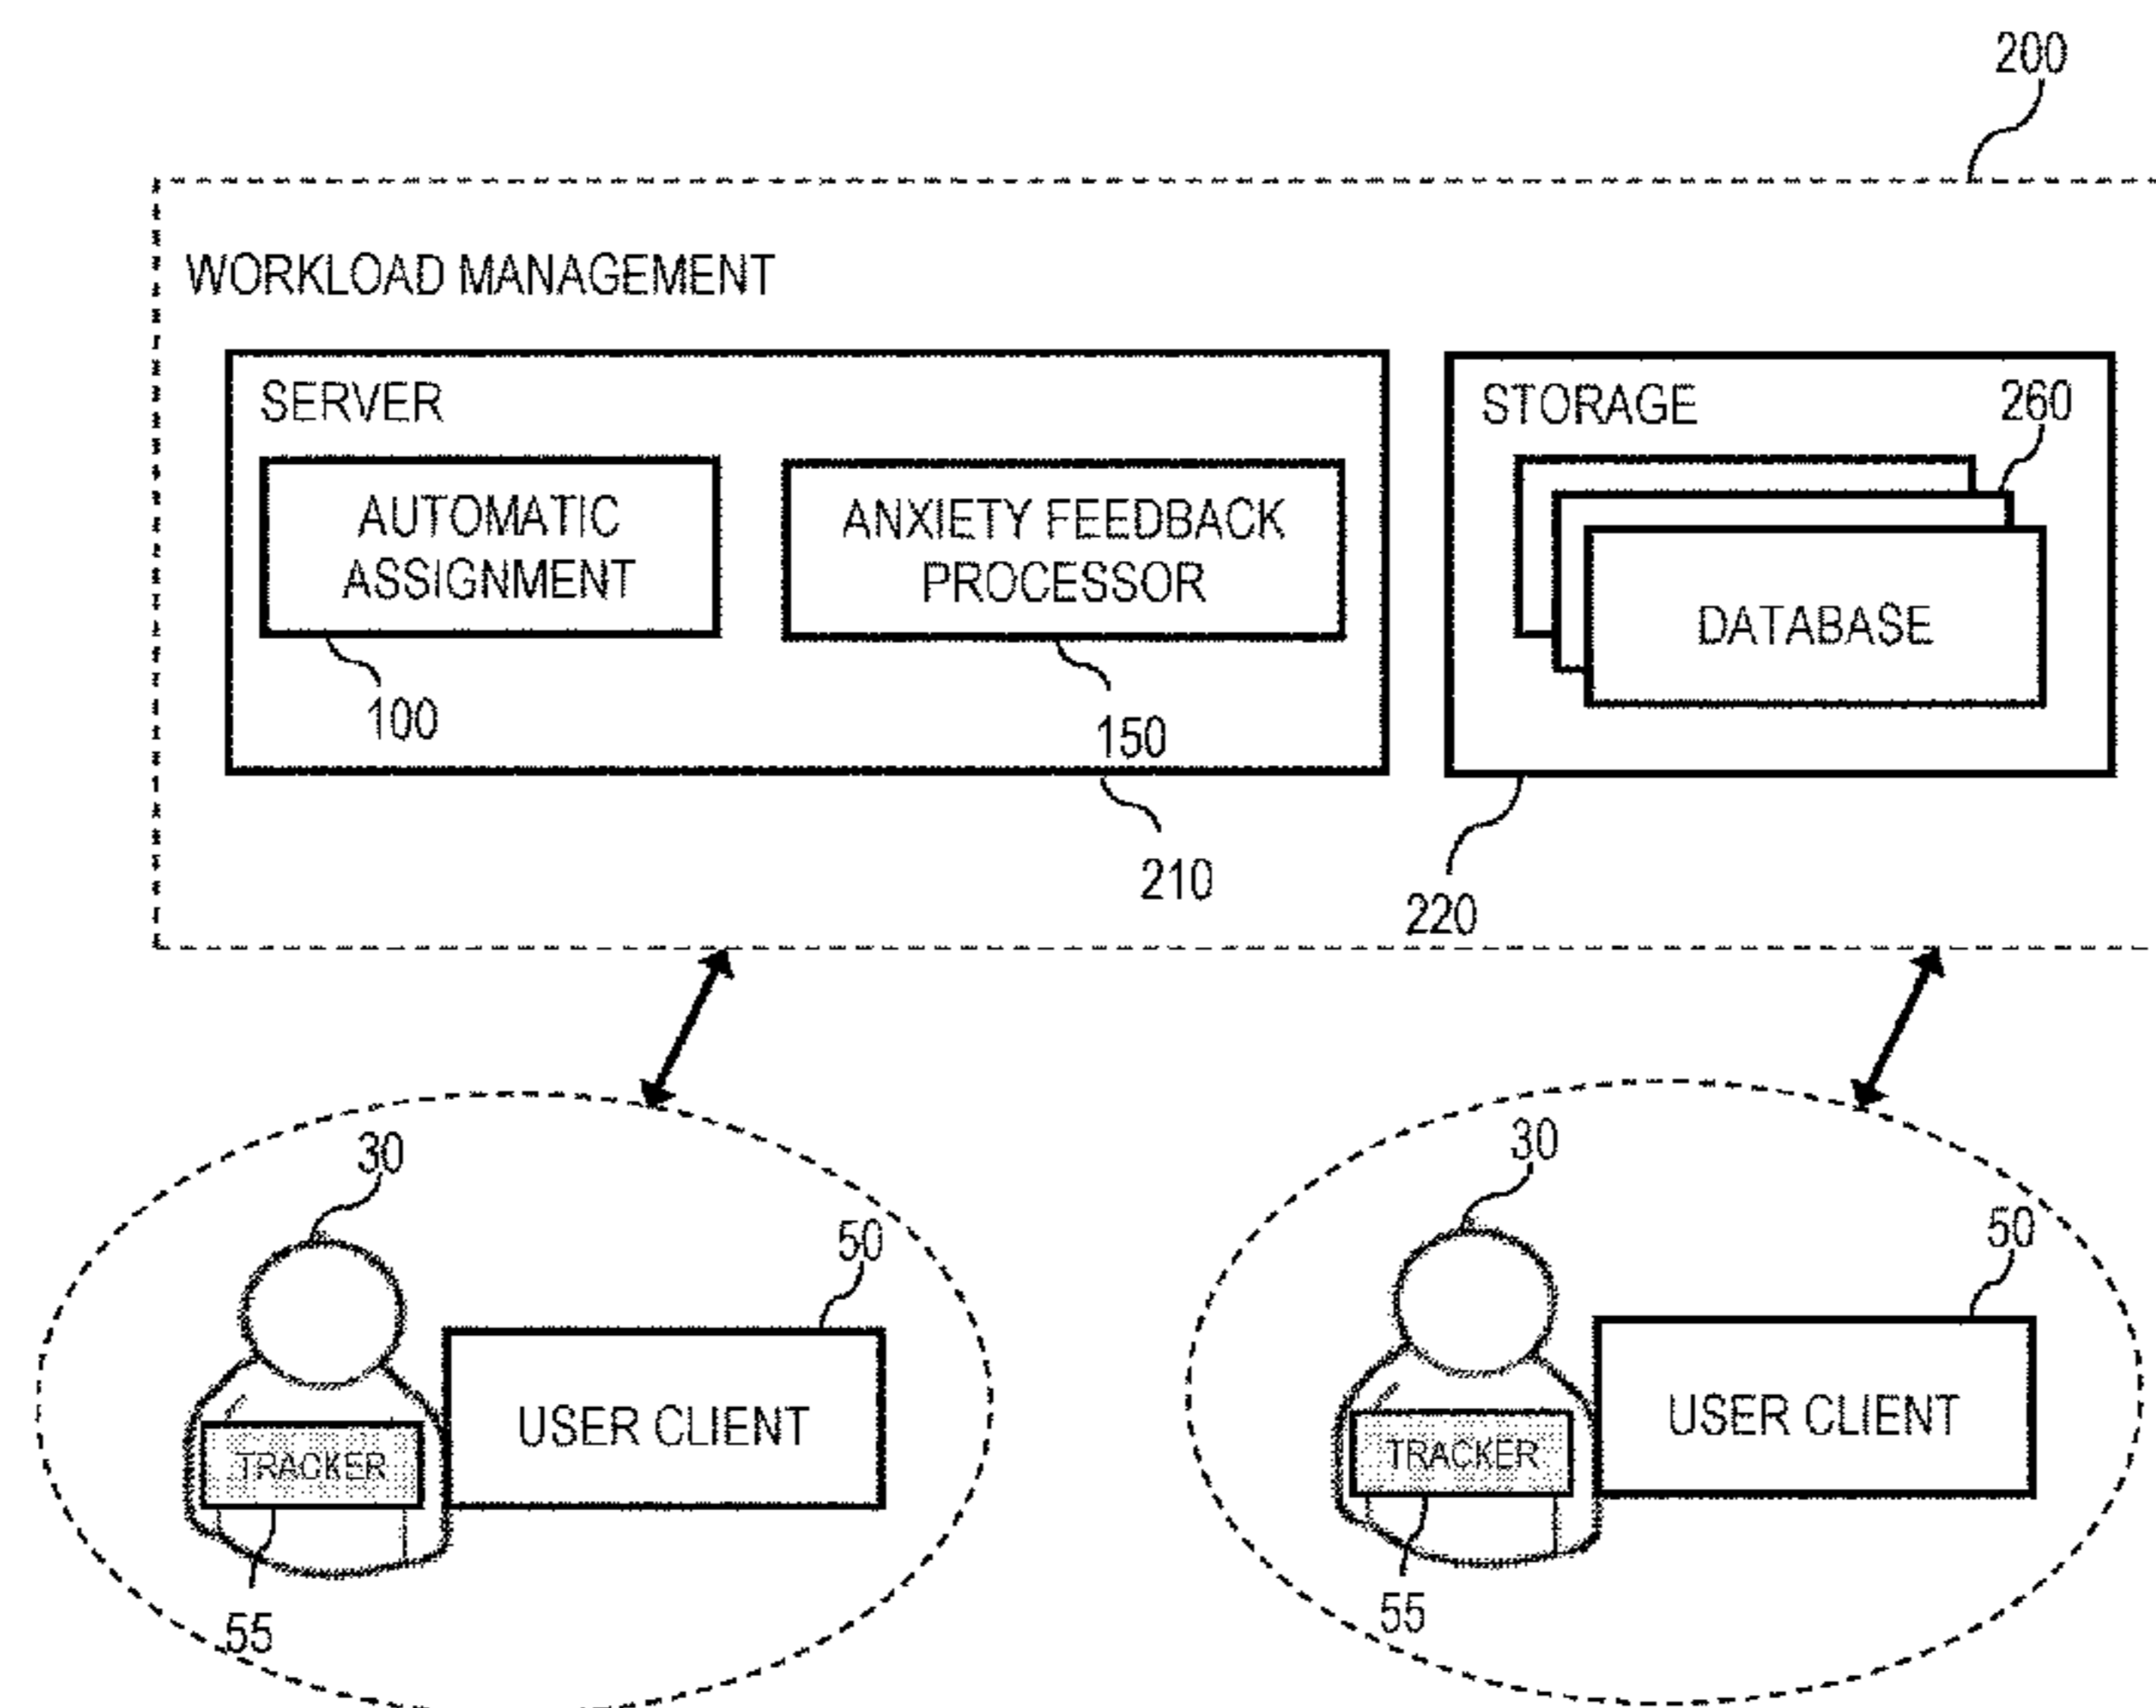 200
WORKLOAD MANAGEMENT
SERVER
STORAGE
260
AUTOMATIC
ASSIGNMENT
ANXIETY FEEDBACK
PROCESSOR
DATABASE
100
150
210
220
30
50
USER CLIENT
TRACKER
55
30
50
USER CLIENT
TRACKER
55